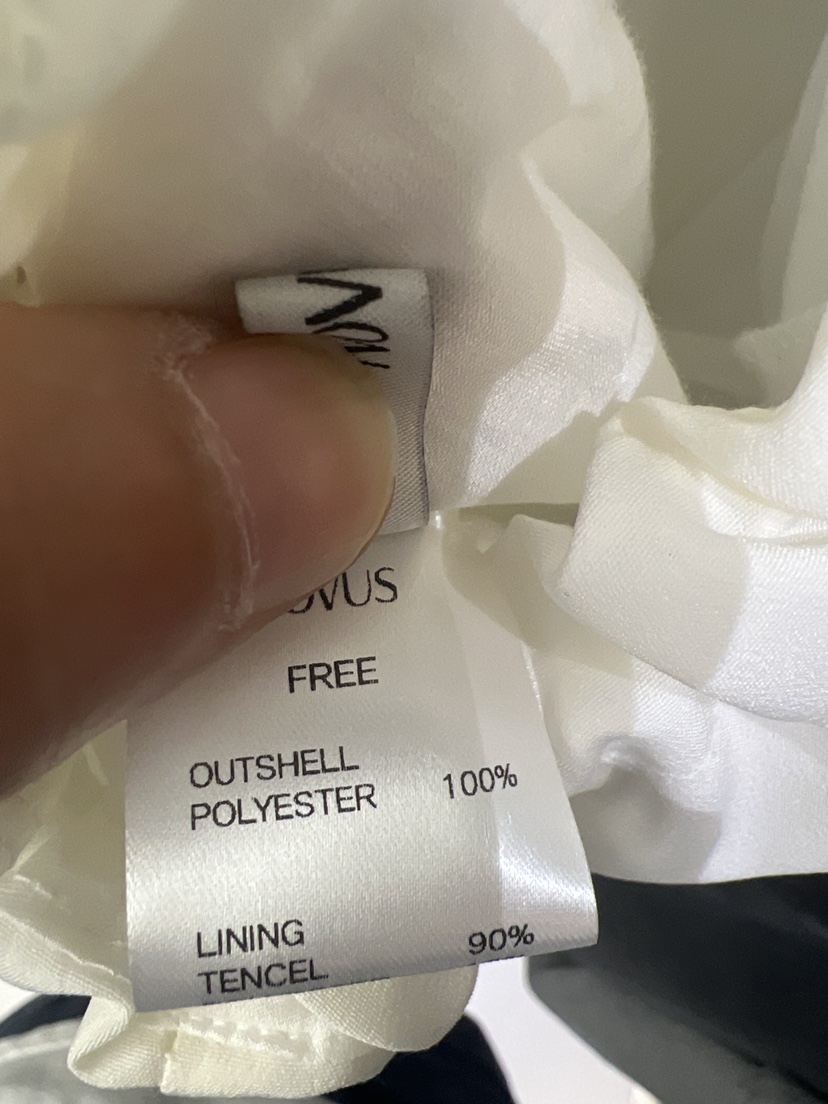 FREE
OUTSHELL
POLYESTER 100%
LINING 90%
TENCEL